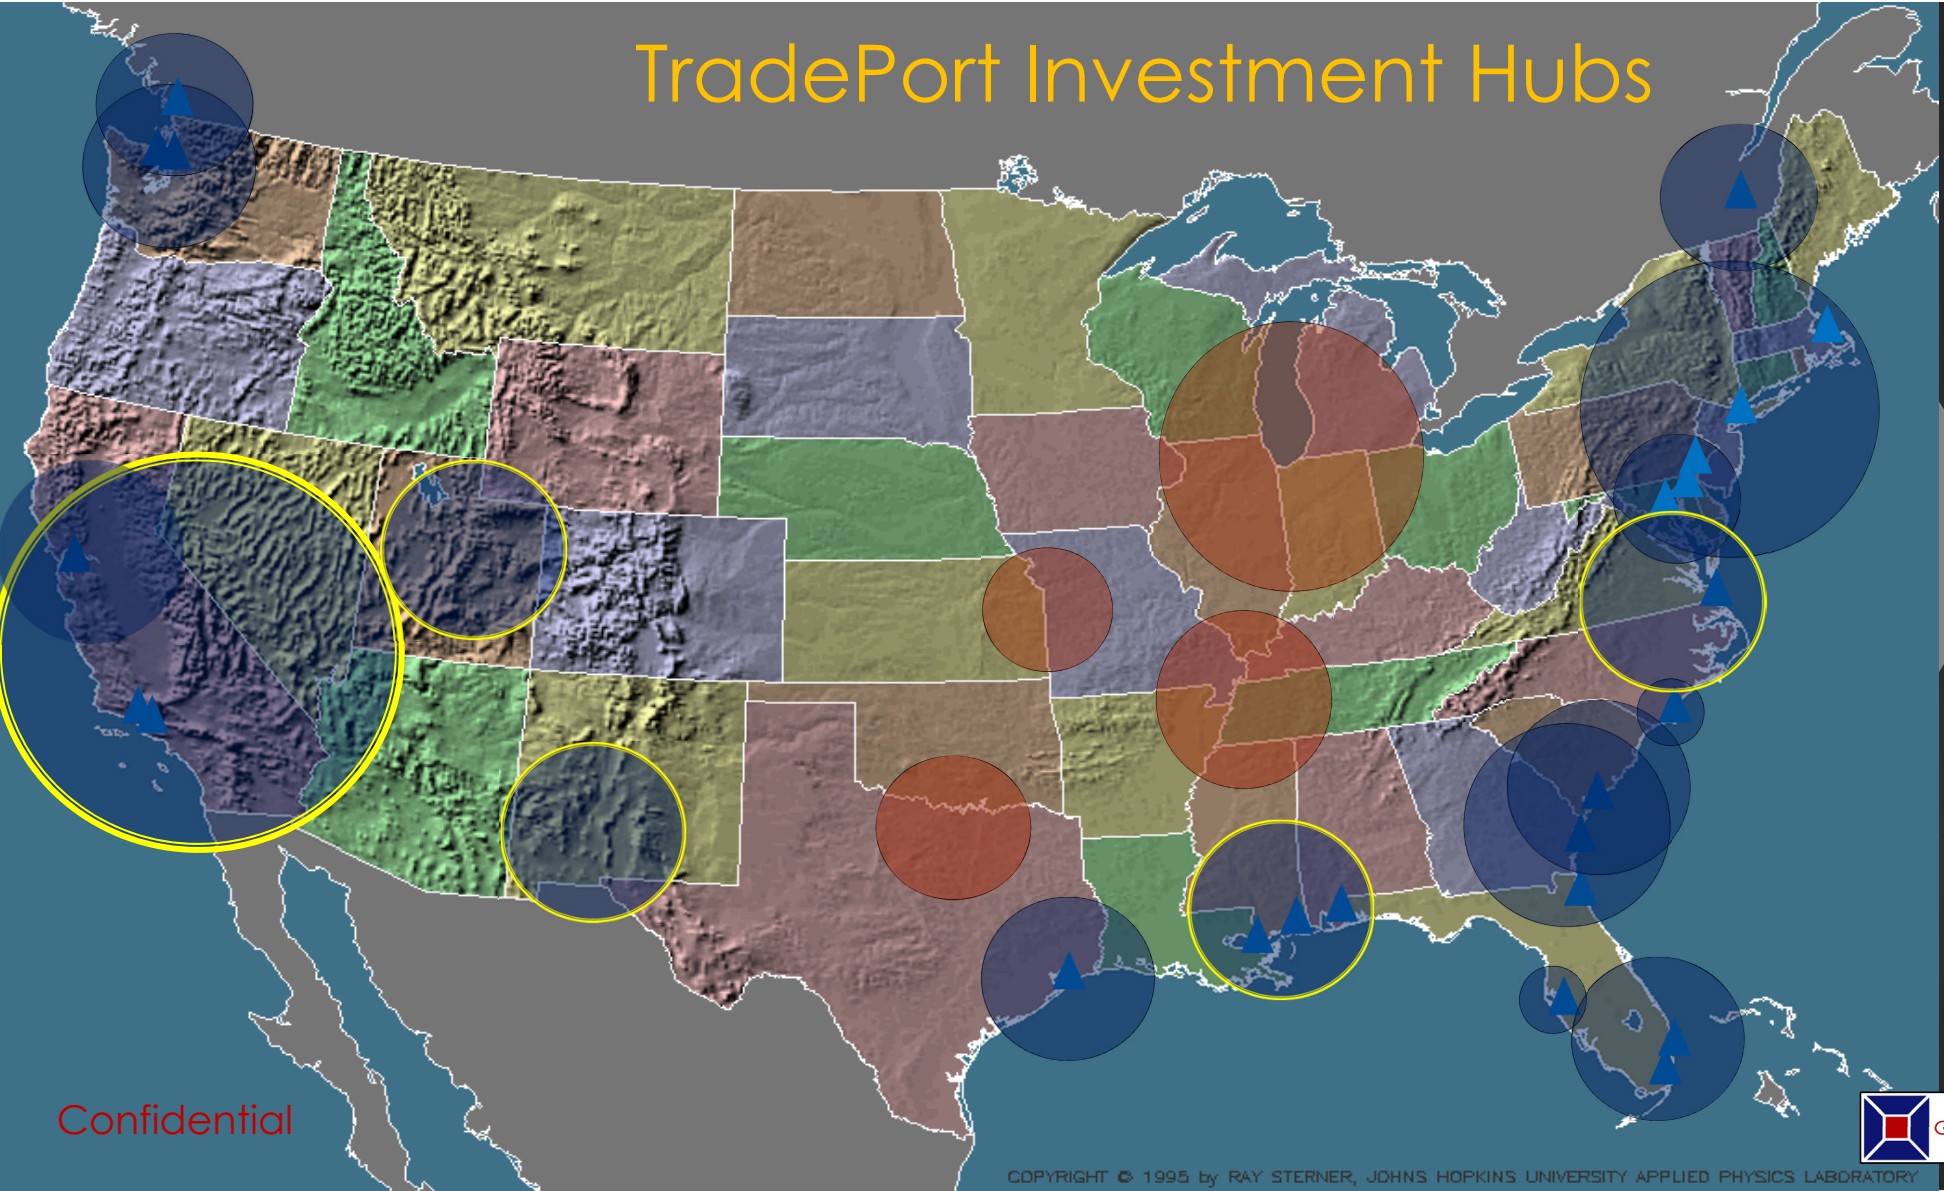 TradePort Investment Hubs
Confidential
G
COPYRIGHT © 1995 by RAY STERNER, JOHNS HOPKINS UNIVERSITY APPLIED PHYSICS LABORATORY